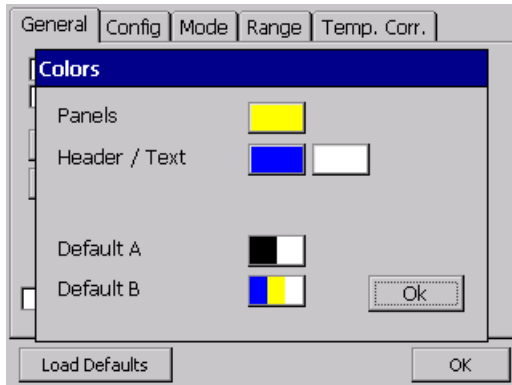 General Config Mode Range Temp. Corr.
Colors
Panels
Header / Text
Default A
Default B
Ok
Load Defaults OK